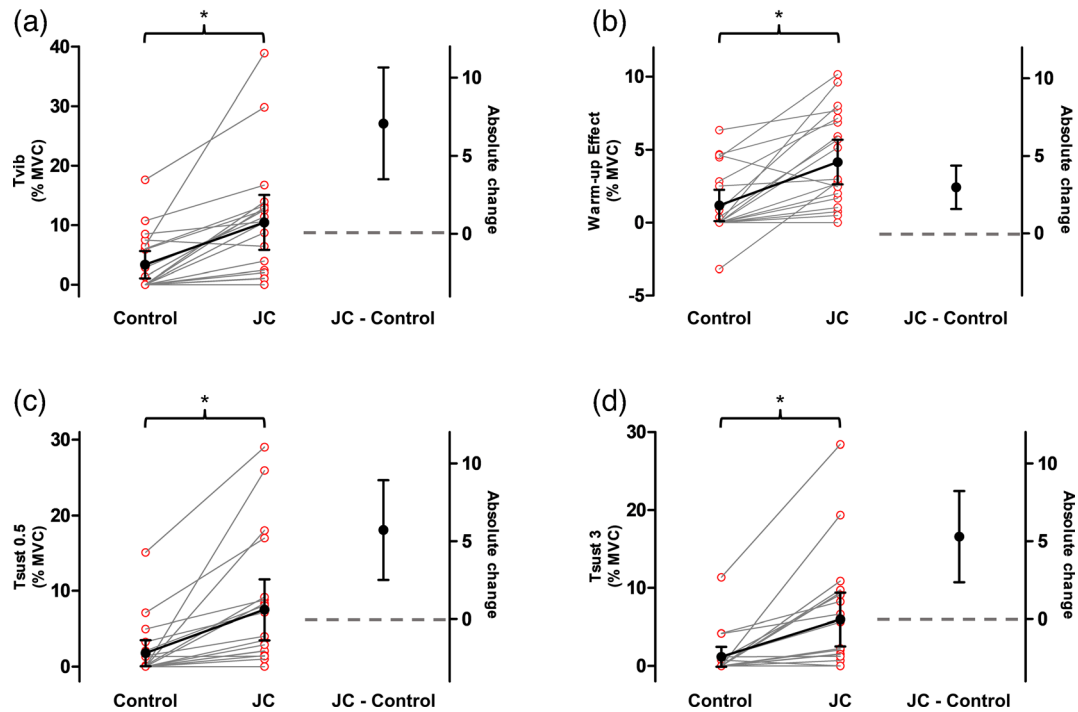 (a)
*
40
30
20
10
0
Tvib
(% MVC)
10
5
0
Absolute change
Control JC JC - Control
(b)
*
10
5
0
-5
Warm-up Effect
(% MVC)
10
5
0
Absolute change
Control JC JC - Control
(c)
*
30
20
10
0
Tsust 0.5
(% MVC)
10
5
0
Absolute change
Control JC JC - Control
(d)
*
30
20
10
0
Tsust 3
(% MVC)
10
5
0
Absolute change
Control JC JC - Control